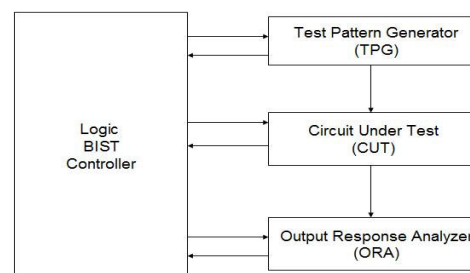 Logic
BIST
Controller
Test Pattern Generator
(TPG)
Circuit Under Test
(CUT)
Output Response Analyzer
(ORA)